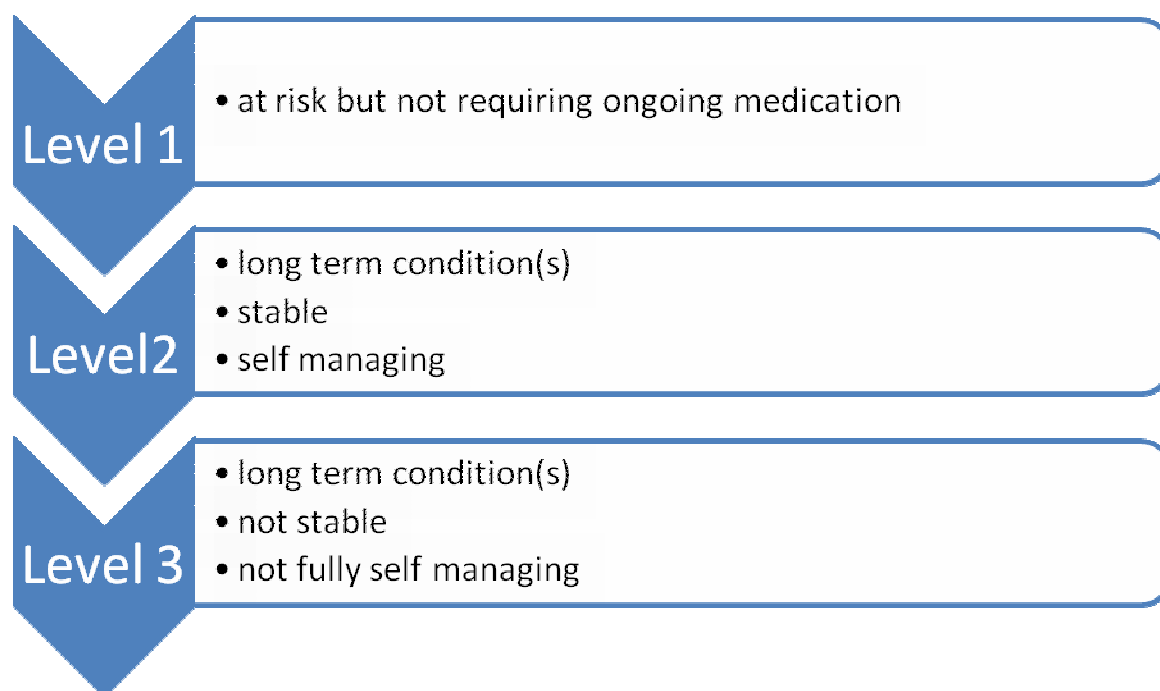 Level 1
• at risk but not requiring ongoing medication
Level2
• long term condition(s)
• stable
• self managing
Level 3
• long term condition(s)
• not stable
• not fully self managing